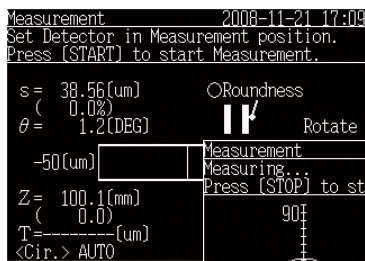 Measurement 2008-11-21 17:09
Set Detector in Measurement position.
Press [START] to start Measurement.
s= 38.56[um]
( 0.0%)
θ= 1.2[DEG]
○Roundness
Rotate
-50[um]
Z= 100.1[mm]
( 0.0)
T=--------[um]
<Cir.> AUTO
Measurement
Measuring...
Press [STOP] to st
90